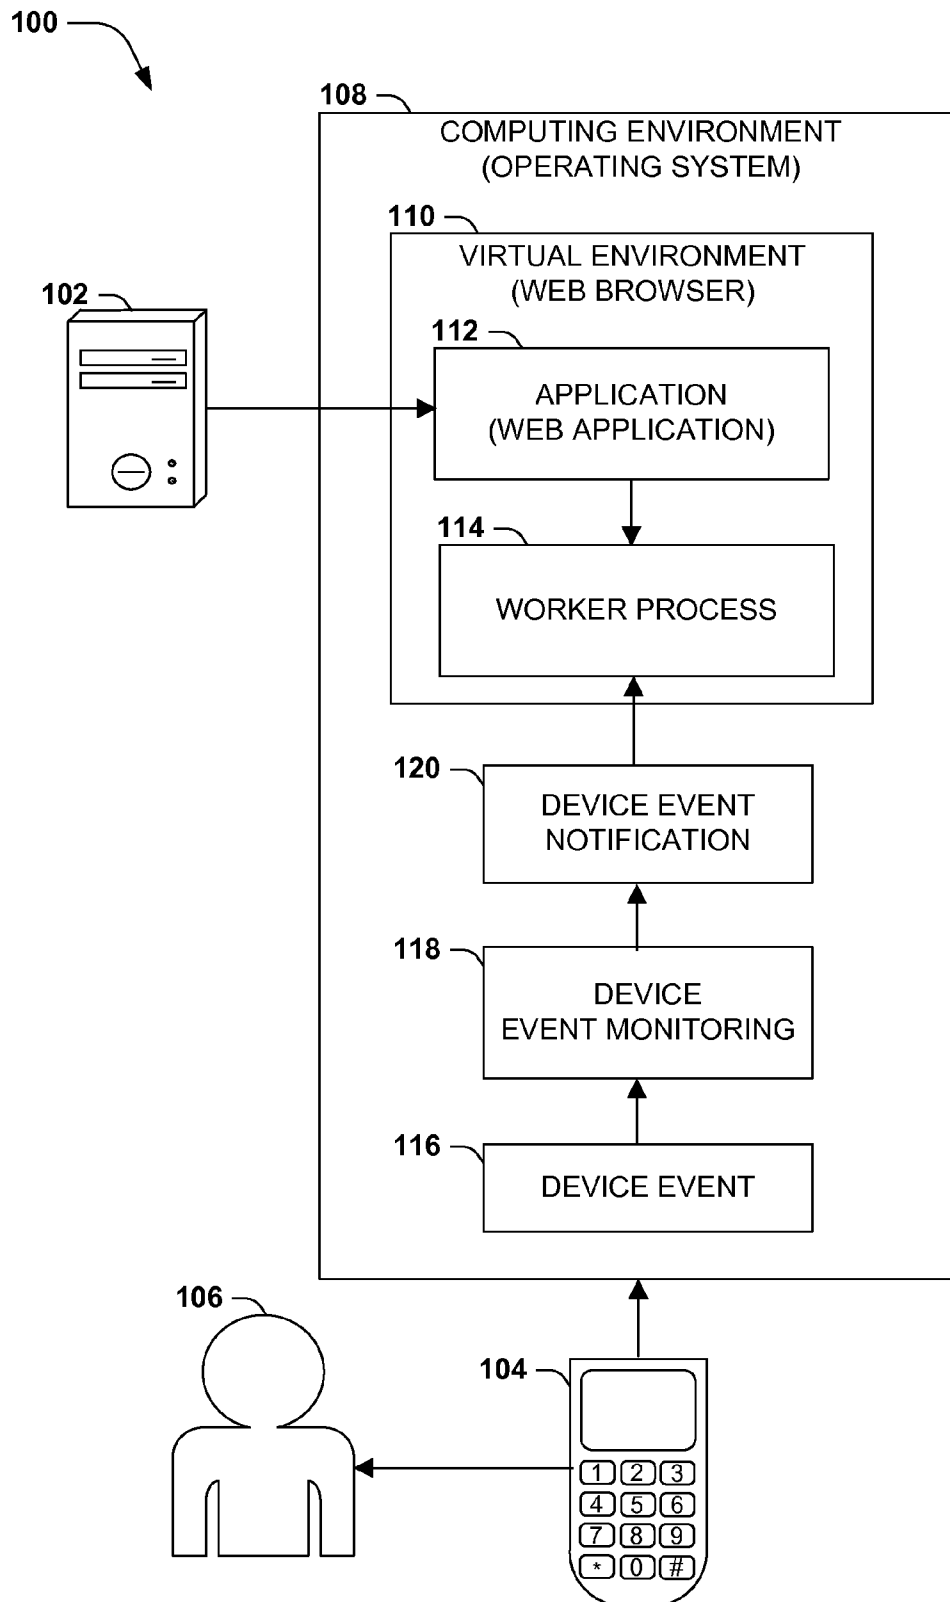 100
108
COMPUTING ENVIRONMENT
(OPERATING SYSTEM)
110
VIRTUAL ENVIRONMENT
(WEB BROWSER)
102
112
APPLICATION
(WEB APPLICATION)
114
WORKER PROCESS
120
DEVICE EVENT
NOTIFICATION
118
DEVICE
EVENT MONITORING
116
DEVICE EVENT
106
104
1 2 3
4 5 6
7 8 9
* 0 #